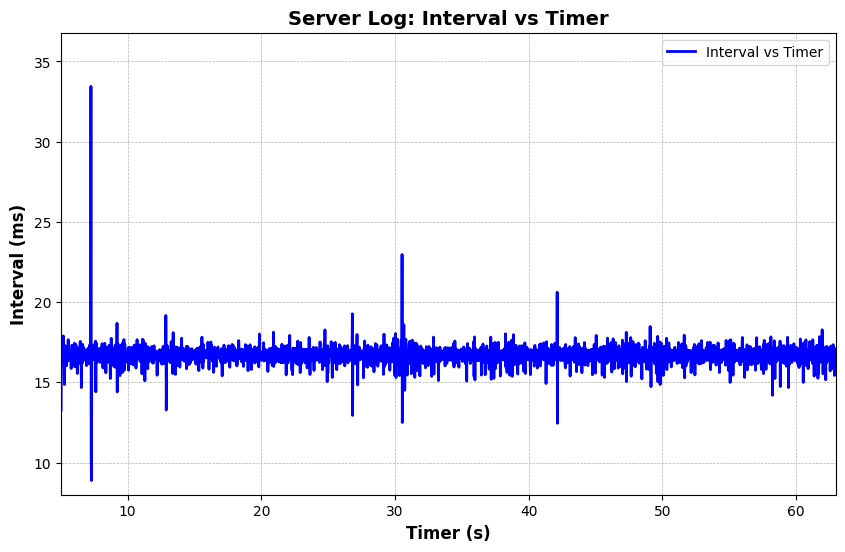 Server Log: Interval vs Timer
Interval vs Timer
35
30
25
20
15
10
Interval (ms)
10 20 30 40 50 60
Timer (s)